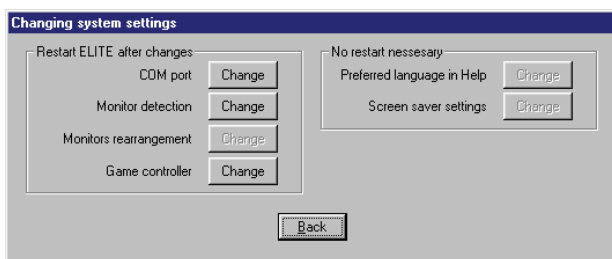 Changing system settings
Restart ELITE after changes
COM port Change
Monitor detection Change
Monitors rearrangement Change
Game controller Change
No restart nessesary
Preferred language in Help Change
Screen saver settings Change
Back